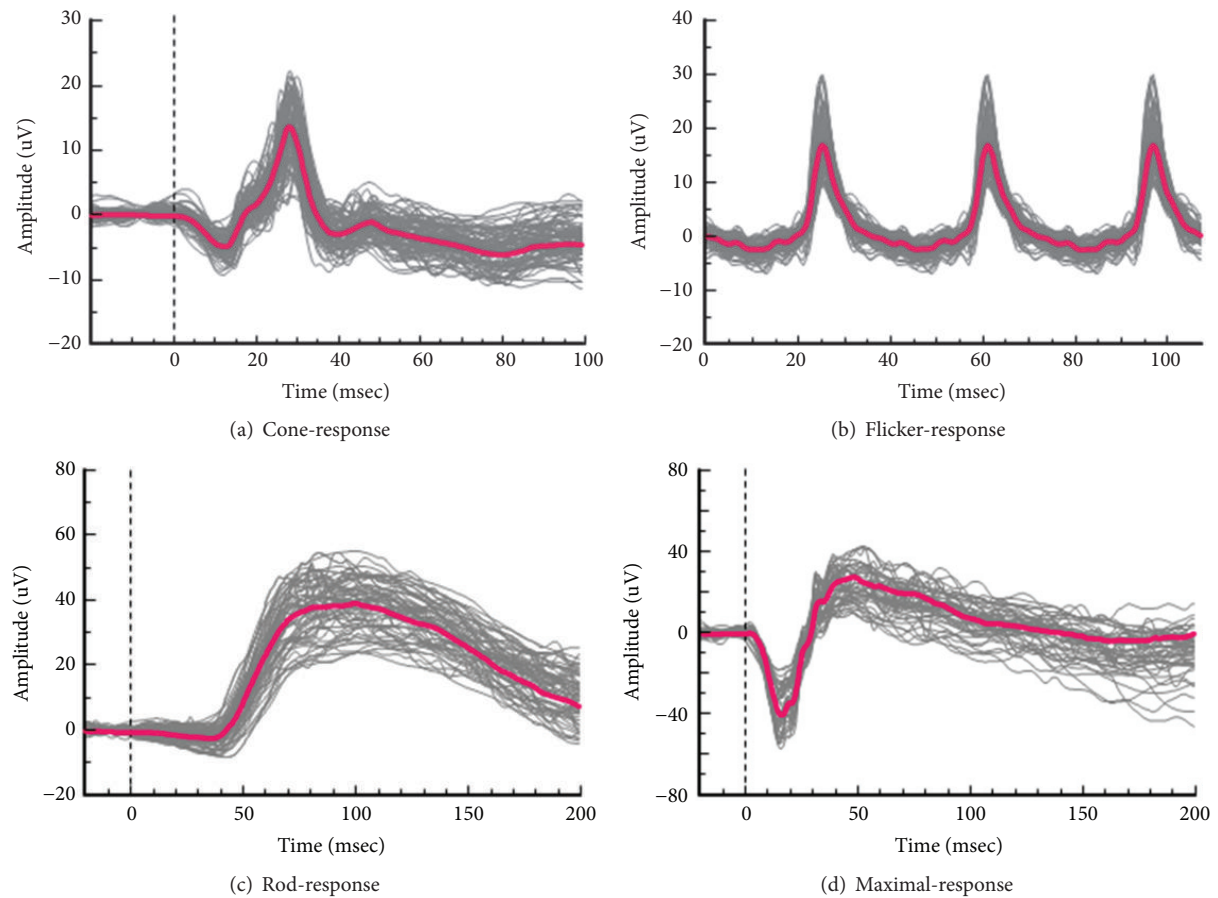 30
20
10
0
−10
−20
Amplitude (uV)
0 20 40 60 80 100
Time (msec)
(a) Cone-response
40
30
20
10
0
−10
−20
Amplitude (uV)
0 20 40 60 80 100
Time (msec)
(b) Flicker-response
80
60
40
20
0
−20
Amplitude (uV)
0 50 100 150 200
Time (msec)
(c) Rod-response
80
40
0
−40
−80
Amplitude (uV)
0 50 100 150 200
Time (msec)
(d) Maximal-response